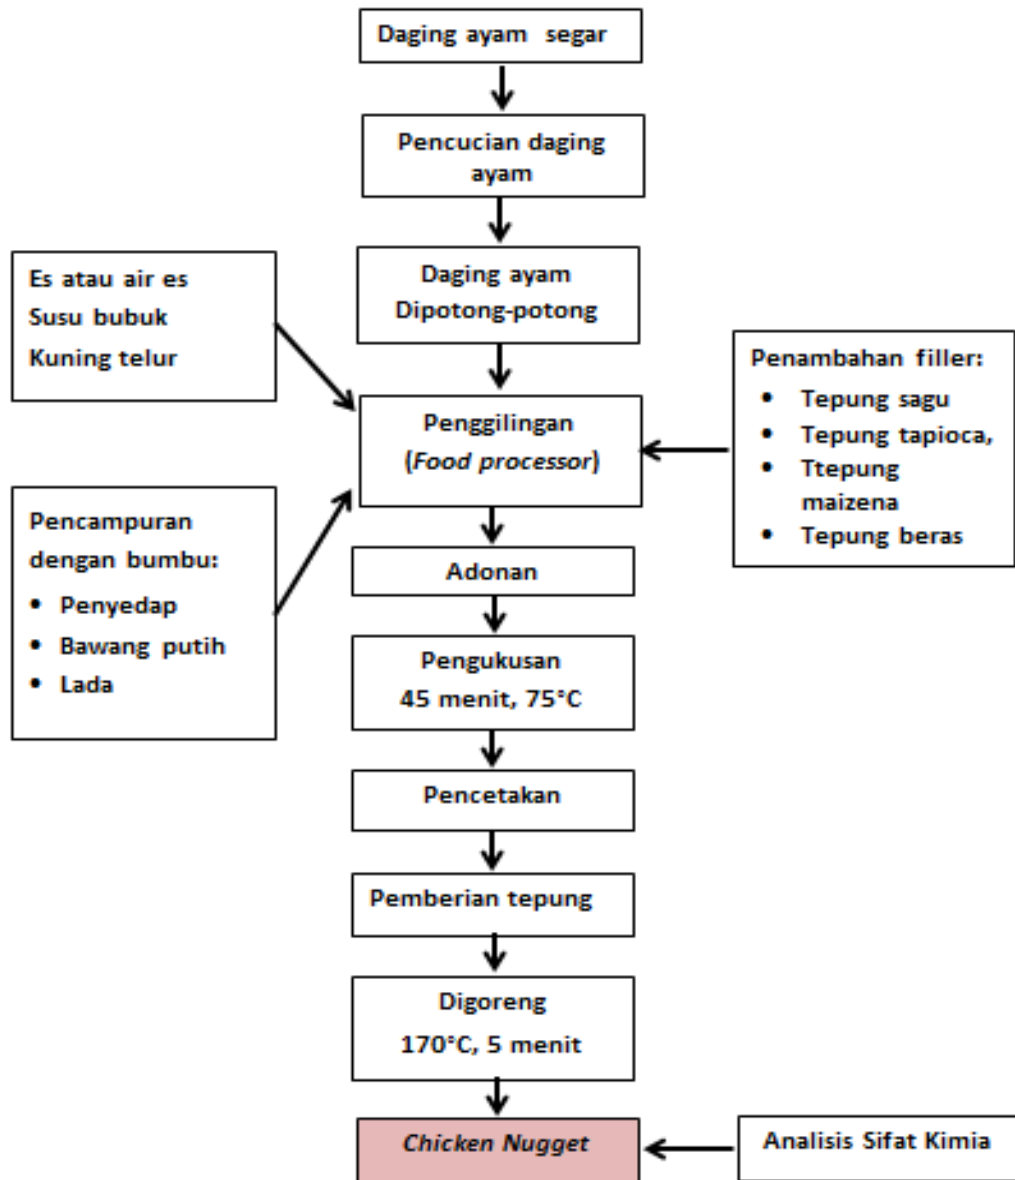 Daging ayam segar
Pencucian daging
ayam
Daging ayam
Dipotong-potong
Es atau air es
Susu bubuk
Kuning telur
Penggilingan
(Food processor)
Penambahan filler:
• Tepung sagu
• Tepung tapioca,
• Ttepung
maizena
• Tepung beras
Pencampuran
dengan bumbu:
• Penyedap
• Bawang putih
• Lada
Adonan
Pengukusan
45 menit, 75°C
Pencetakan
Pemberian tepung
Digoreng
170°C, 5 menit
Chicken Nugget
Analisis Sifat Kimia